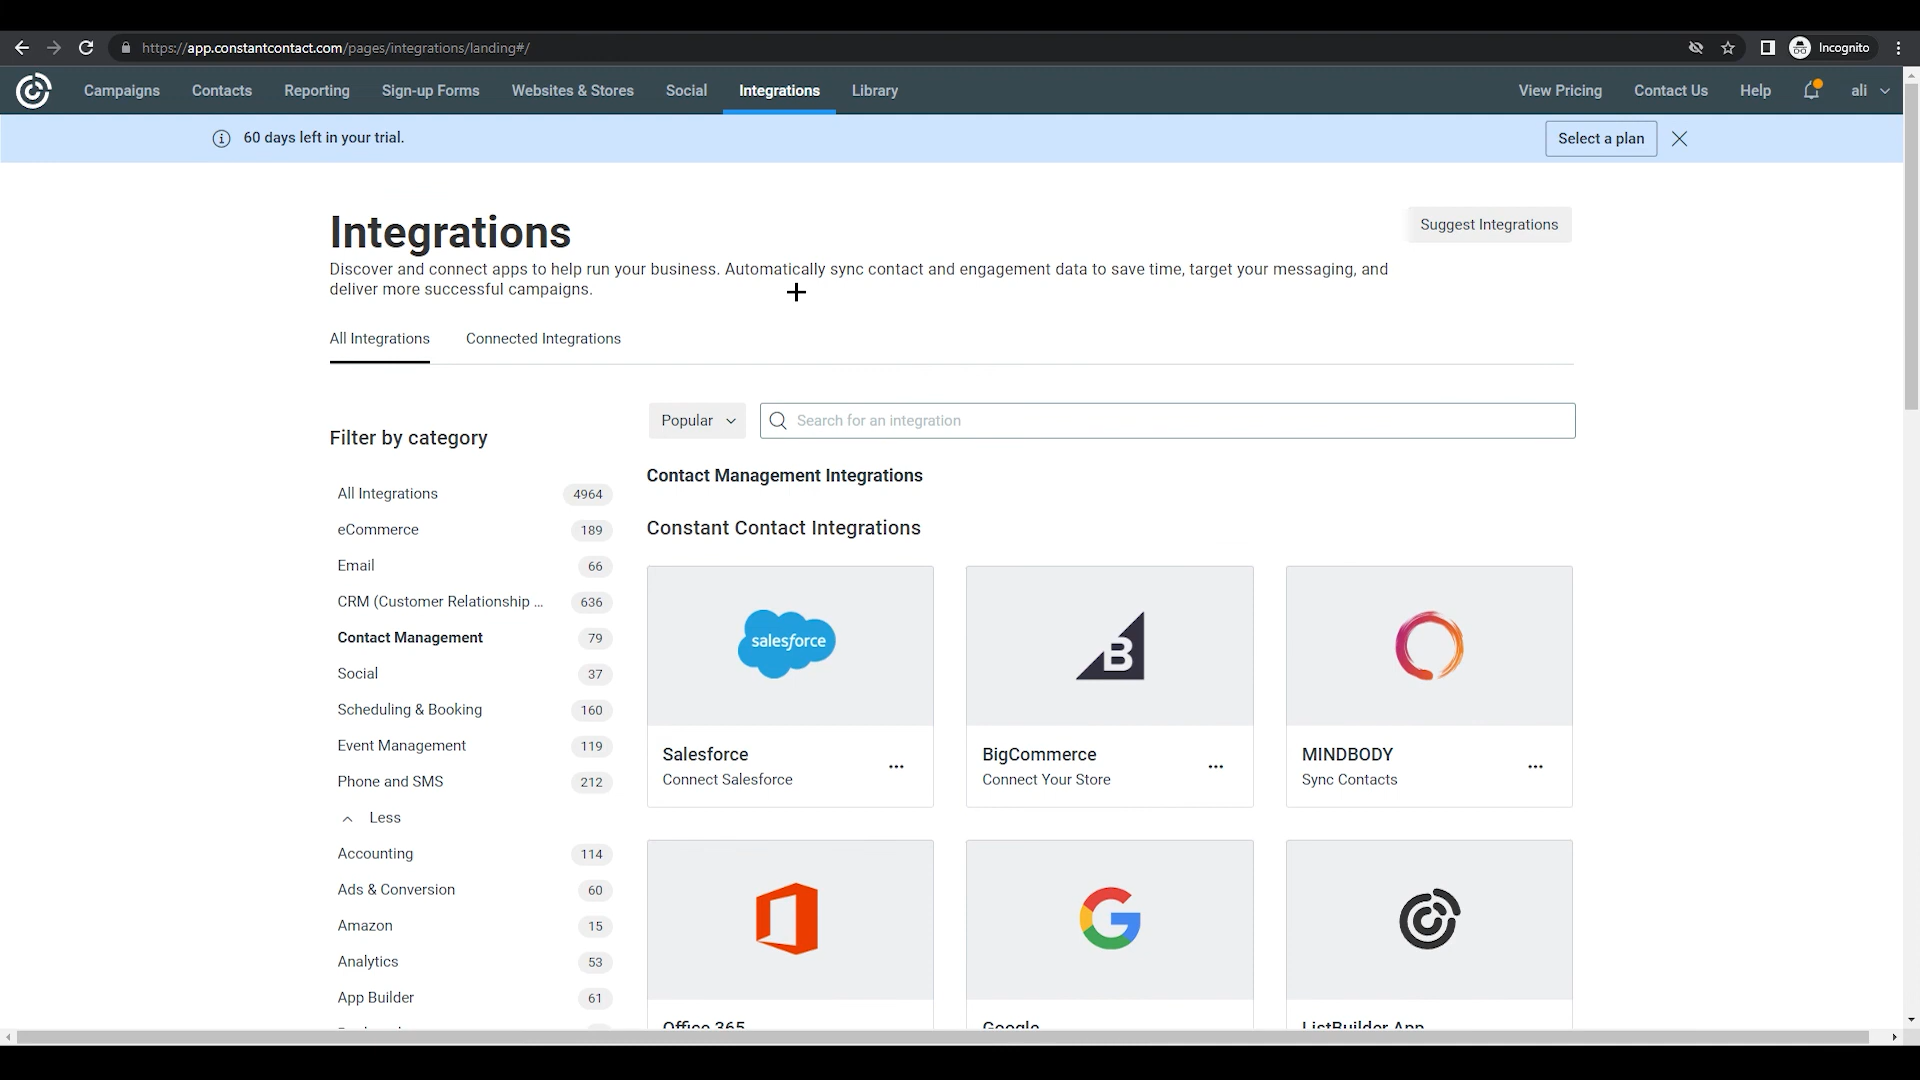 https://app.constantcontact.com/pages/integrations/landing#/
Incognito
Campaigns
Contacts
Reporting
Sign-up Forms
Websites & Stores
Social
Integrations
Library
View Pricing
Contact Us
Help
ali
60 days left in your trial.
Select a plan
Integrations
Suggest Integrations
Discover and connect apps to help run your business. Automatically sync contact and engagement data to save time, target your messaging, and
deliver more successful campaigns.
All Integrations
Connected Integrations
Popular
Search for an integration
Filter by category
All Integrations 4964
eCommerce 189
Email 66
CRM (Customer Relationship ... 636
Contact Management 79
Social 37
Scheduling & Booking 160
Event Management 119
Phone and SMS 212
Less
Accounting 114
Ads & Conversion 60
Amazon 15
Analytics 53
App Builder 61
Contact Management Integrations
Constant Contact Integrations
salesforce
B
Salesforce
Connect Salesforce
BigCommerce
Connect Your Store
MINDBODY
Sync Contacts
G
Office 365
Google
ListBuilder App